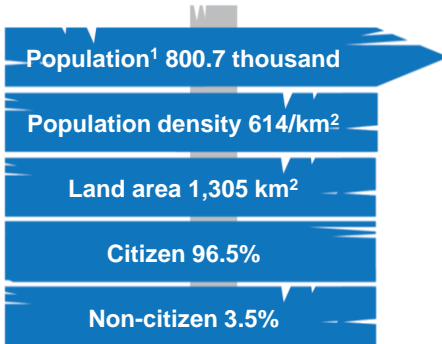 Population¹ 800.7 thousand
Population density 614/km²
Land area 1,305 km²
Citizen 96.5%
Non-citizen 3.5%